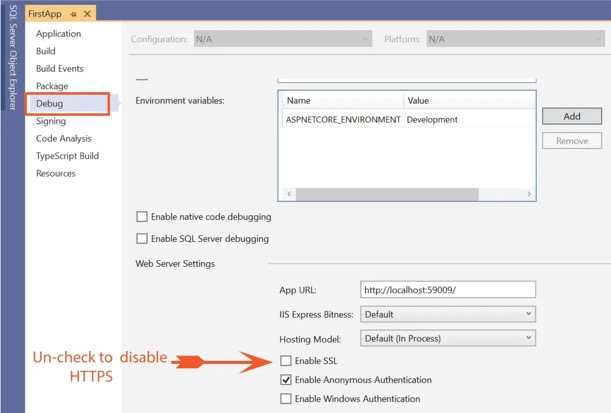 SQL Server Object Explorer
FirstApp
Application
Build
Build Events
Package
Debug
Signing
Code Analysis
TypeScript Build
Resources
Configuration: N/A Platform: N/A
Environment variables:
Name Value
ASPNETCORE_ENVIRONMENT Development
Add
Remove
Enable native code debugging
Enable SQL Server debugging
Web Server Settings
App URL: http://localhost:59009/
IIS Express Bitness: Default
Hosting Model: Default (In Process)
Un-check to disable
HTTPS
Enable SSL
Enable Anonymous Authentication
Enable Windows Authentication